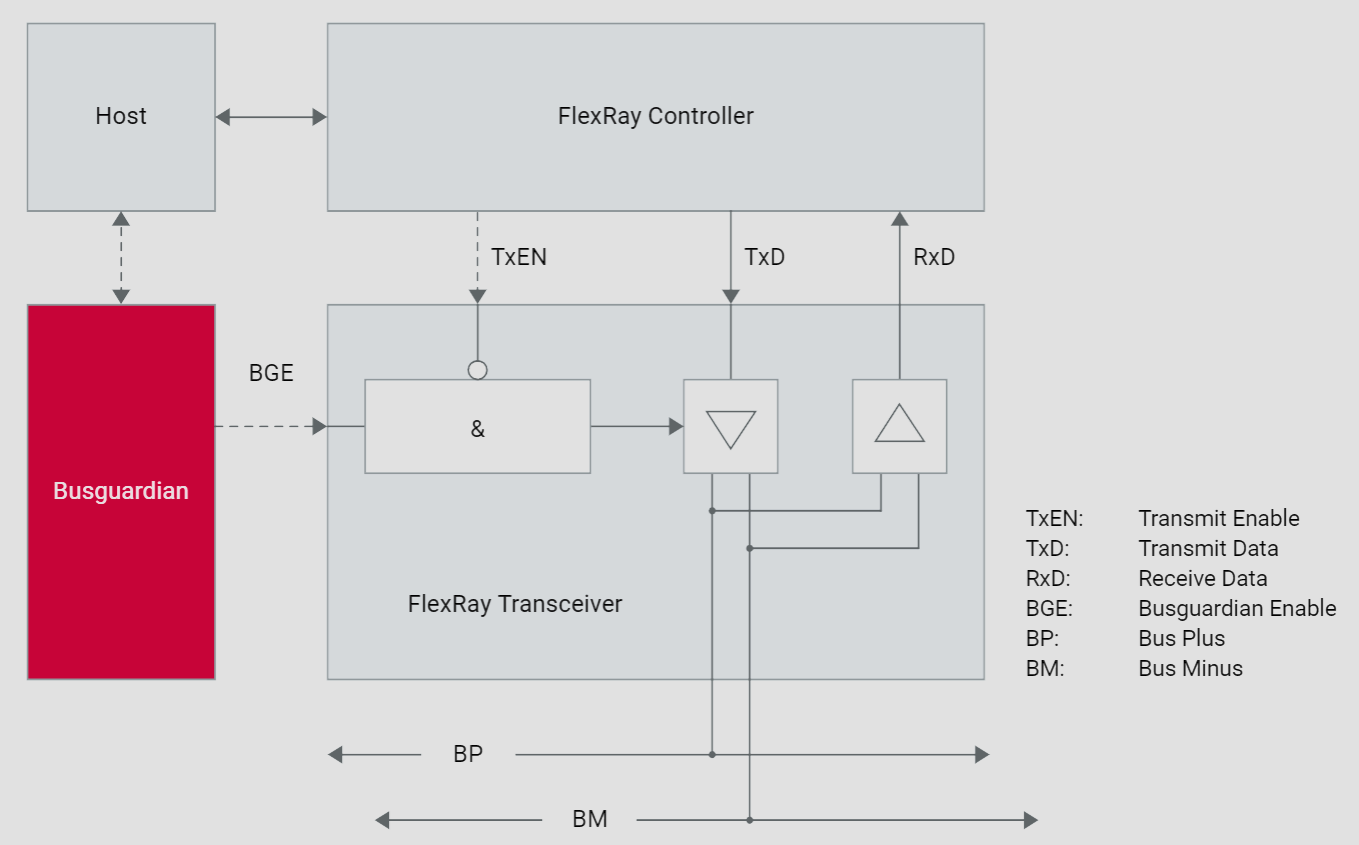 Host
FlexRay Controller
TxEN
TxD
RxD
BGE
&
Busguardian
FlexRay Transceiver
TxEN: Transmit Enable
TxD: Transmit Data
RxD: Receive Data
BGE: Busguardian Enable
BP: Bus Plus
BM: Bus Minus
BP
BM